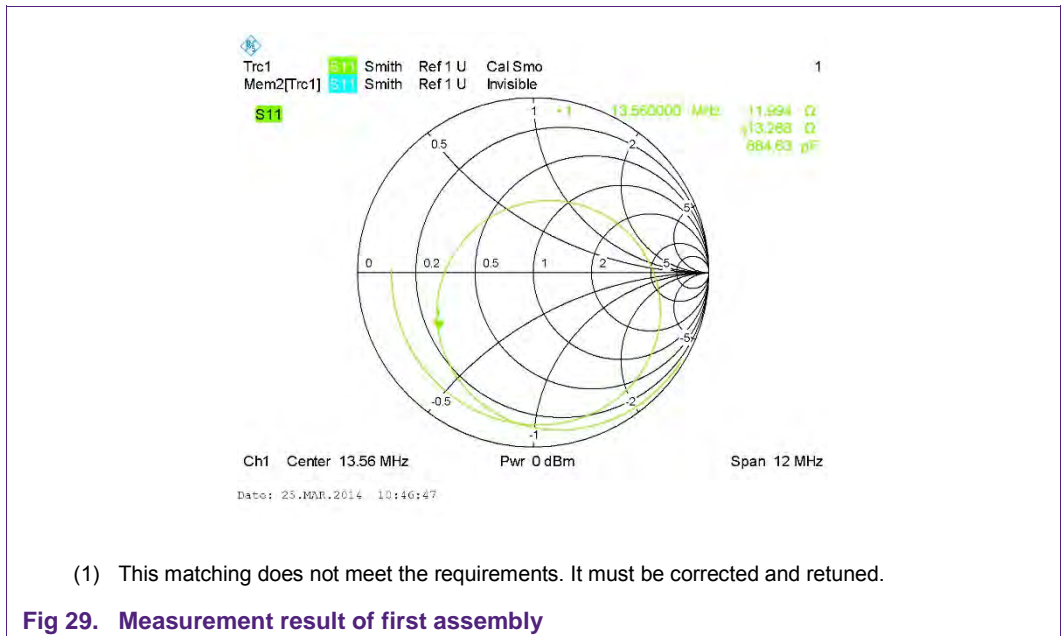 Trc1 S11 Smith Ref 1 U Cal Smo 1
Mem2[Trc1] S11 Smith Ref 1 U Invisible
S11
• 1 13.560000 MHz 11.994 Ω
-j13.268 Ω
884.63 pF
1
0.5 2
5
0 0.2 0.5 1 2 5
-5
-0.5 -2
-1
Ch1 Center 13.56 MHz Pwr 0 dBm Span 12 MHz
Date: 25.MAR.2014 10:46:47
(1) This matching does not meet the requirements. It must be corrected and retuned.
Fig 29. Measurement result of first assembly